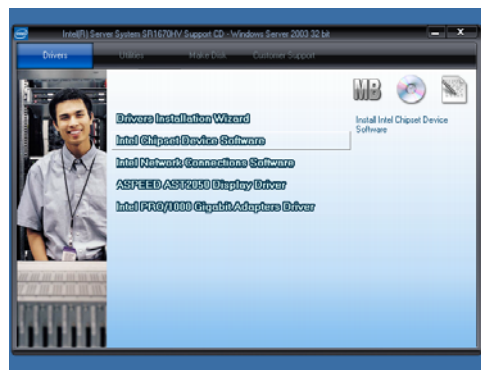 Intel(R) Server System SR1670HV Support CD - Windows Server 2003 32 bit
Drivers
Utilities
Make Disk
Customer Support
MB
Drivers Installation Wizard
Intel Chipset Device Software
Intel Network Connections Software
ASPEED AST2050 Display Driver
Intel PRO/1000 Gigabit Adapters Driver
Install Intel Chipset Device
Software